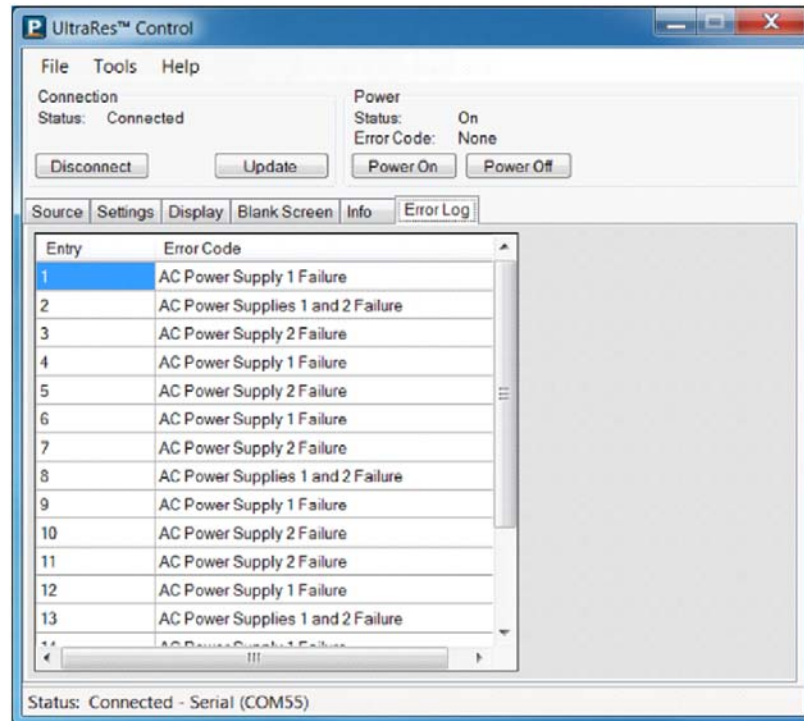 UltraRes™ Control
File Tools Help
Connection
Status: Connected
Disconnect Update
Power
Status: On
Error Code: None
Power On Power Off
Source Settings Display Blank Screen Info Error Log
Entry Error Code
1 AC Power Supply 1 Failure
2 AC Power Supplies 1 and 2 Failure
3 AC Power Supply 2 Failure
4 AC Power Supply 1 Failure
5 AC Power Supply 2 Failure
6 AC Power Supply 1 Failure
7 AC Power Supply 2 Failure
8 AC Power Supplies 1 and 2 Failure
9 AC Power Supply 1 Failure
10 AC Power Supply 2 Failure
11 AC Power Supply 2 Failure
12 AC Power Supply 1 Failure
13 AC Power Supplies 1 and 2 Failure
14 AC Power Supply 1 Failure
Status: Connected - Serial (COM55)